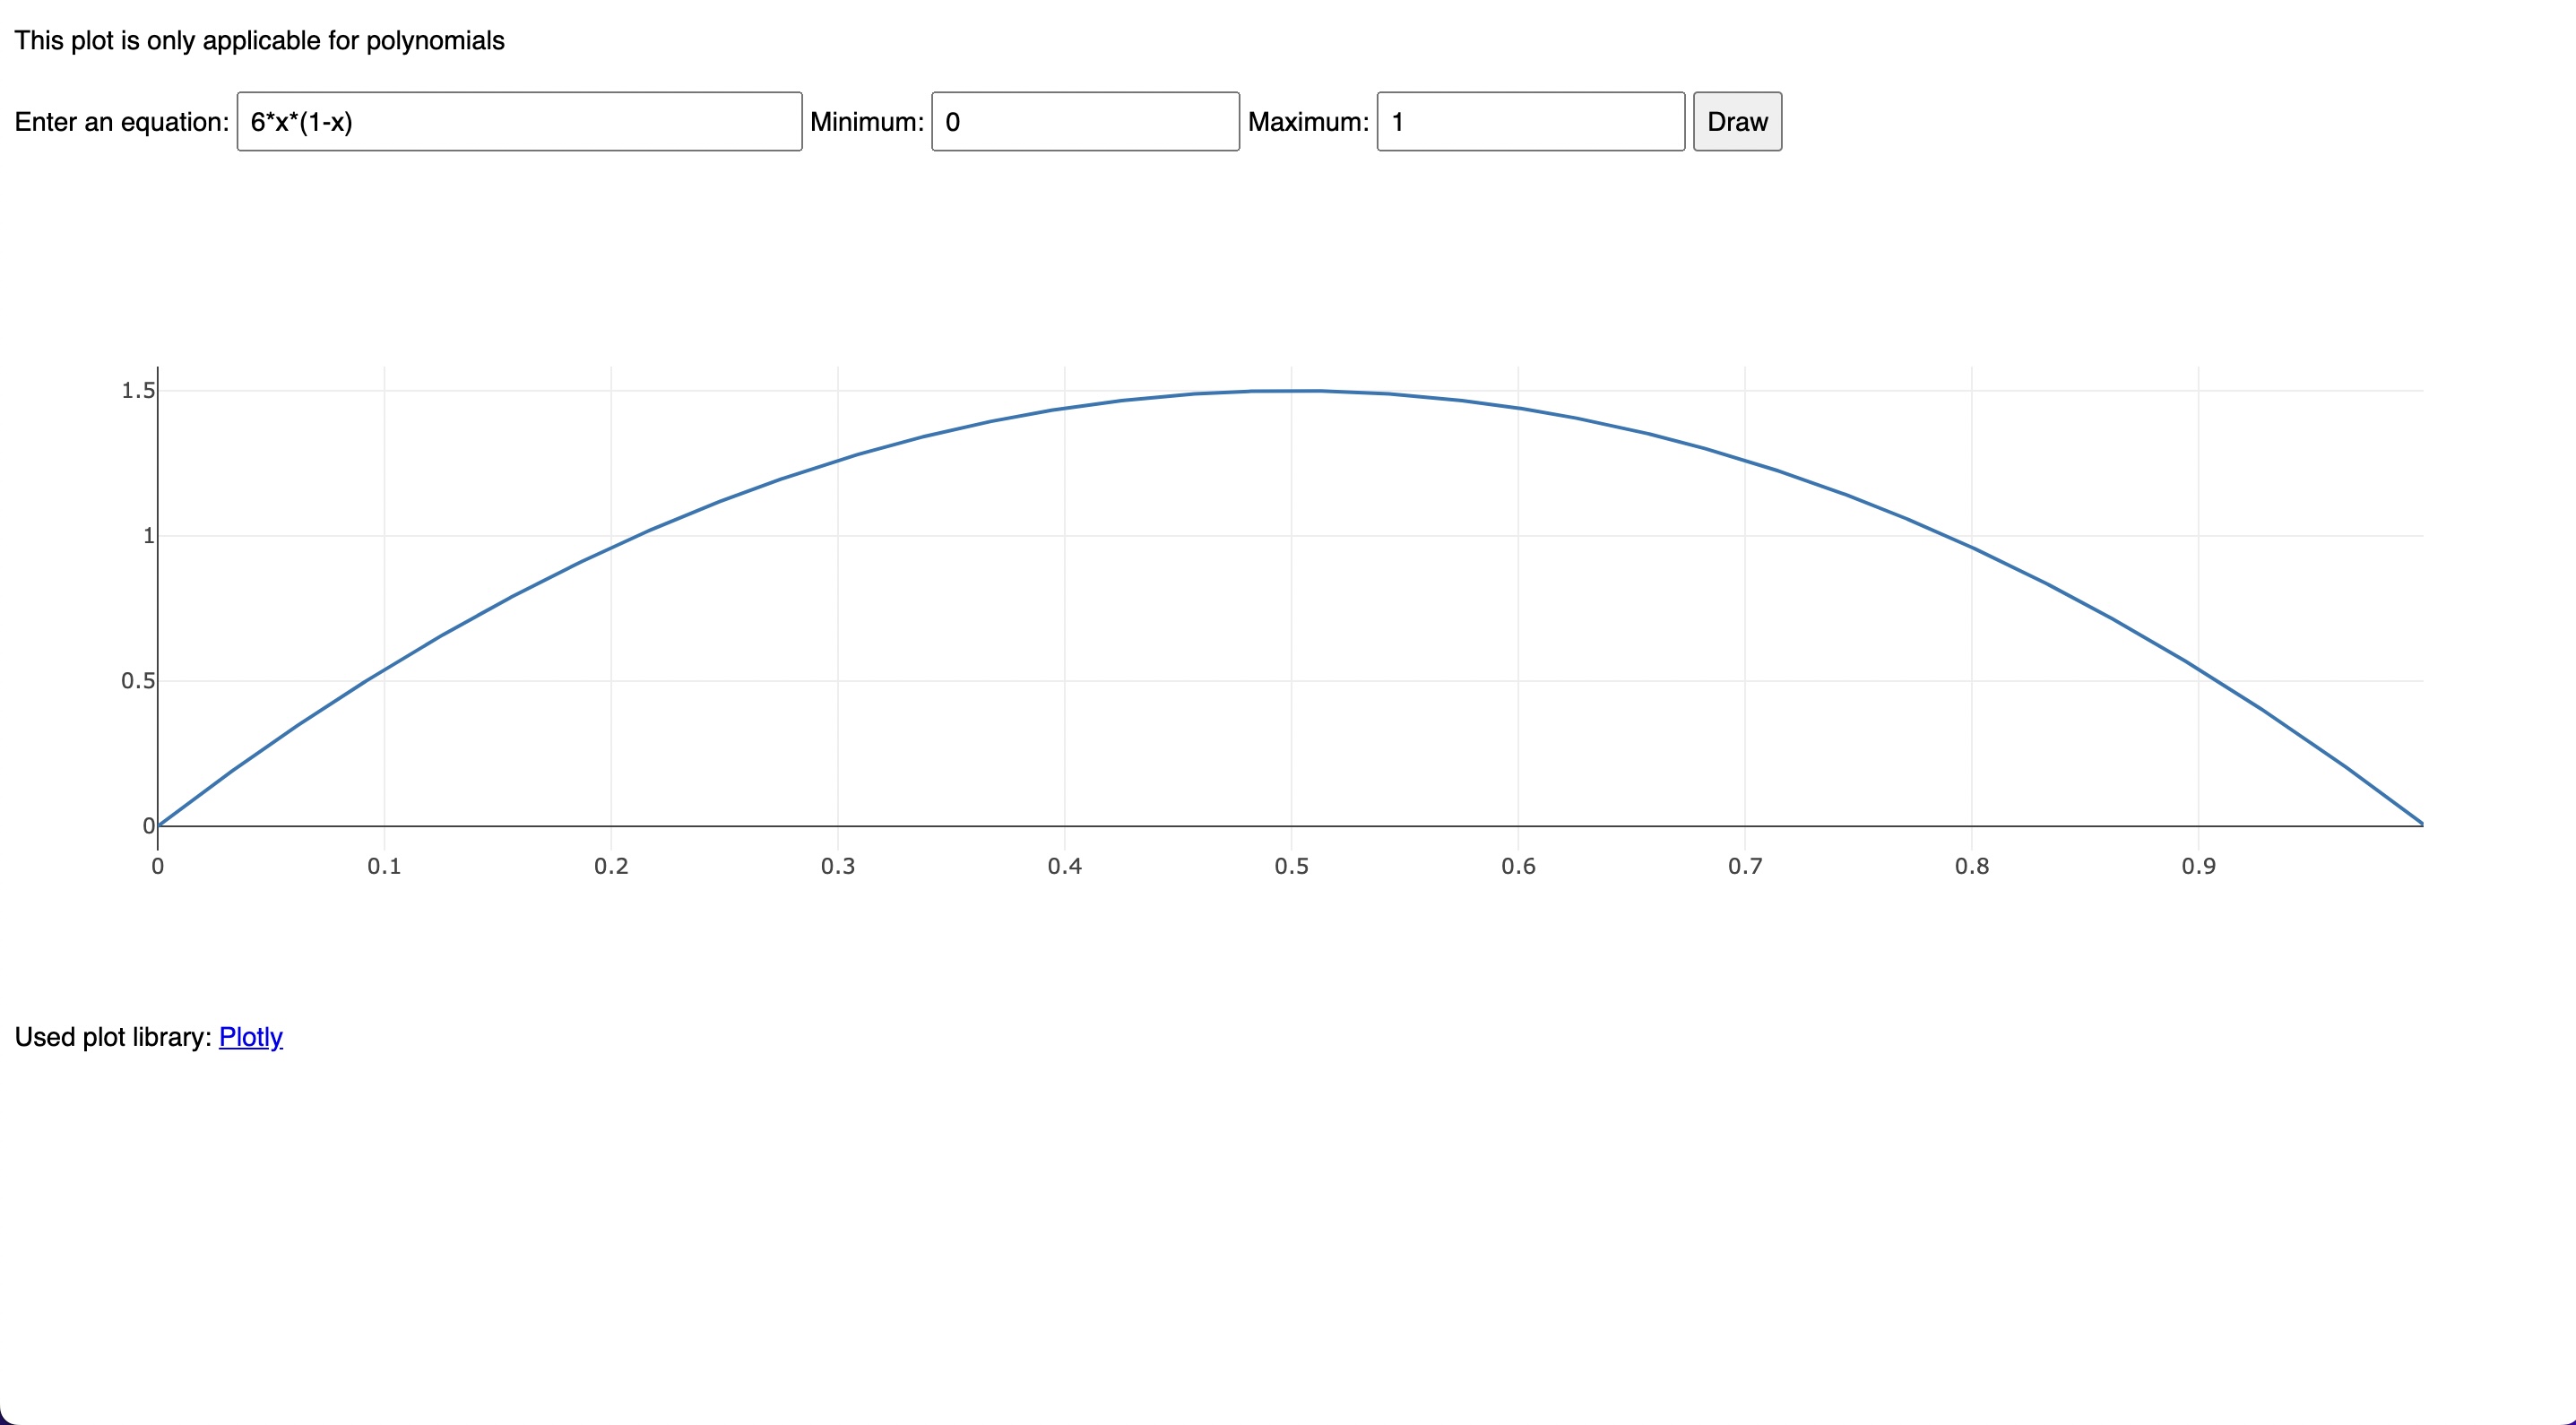 This plot is only applicable for polynomials
Enter an equation: 6*x*(1-x) Minimum: 0 Maximum: 1 Draw
1.5
1
0.5
0
0 0.1 0.2 0.3 0.4 0.5 0.6 0.7 0.8 0.9
Used plot library: Plotly